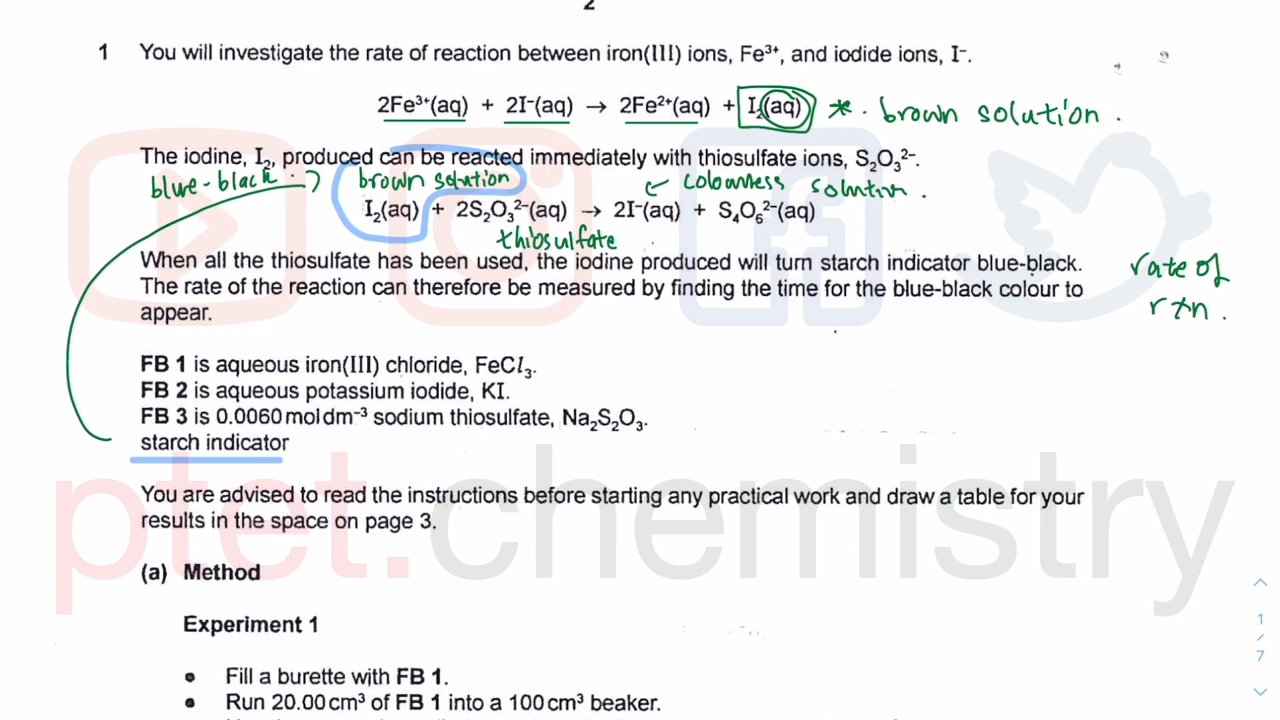 2
1 You will investigate the rate of reaction between iron(III) ions, Fe³⁺, and iodide ions, I⁻.
2Fe³⁺(aq) + 2I⁻(aq) → 2Fe²⁺(aq) + I₂(aq) * . brown solution .
The iodine, I₂, produced can be reacted immediately with thiosulfate ions, S₂O₃²⁻.
blue-black . brown solution ← colourless solution .
I₂(aq) + 2S₂O₃²⁻(aq) → 2I⁻(aq) + S₄O₆²⁻(aq)
thiosulfate
When all the thiosulfate has been used, the iodine produced will turn starch indicator blue-black.
The rate of the reaction can therefore be measured by finding the time for the blue-black colour to
appear.
rate of
rxn .
FB 1 is aqueous iron(III) chloride, FeCl₃.
FB 2 is aqueous potassium iodide, KI.
FB 3 is 0.0060 mol dm⁻³ sodium thiosulfate, Na₂S₂O₃.
starch indicator
ptet.chemistry
You are advised to read the instructions before starting any practical work and draw a table for your
results in the space on page 3.
(a) Method
Experiment 1
• Fill a burette with FB 1.
• Run 20.00 cm³ of FB 1 into a 100 cm³ beaker.
1
/
7